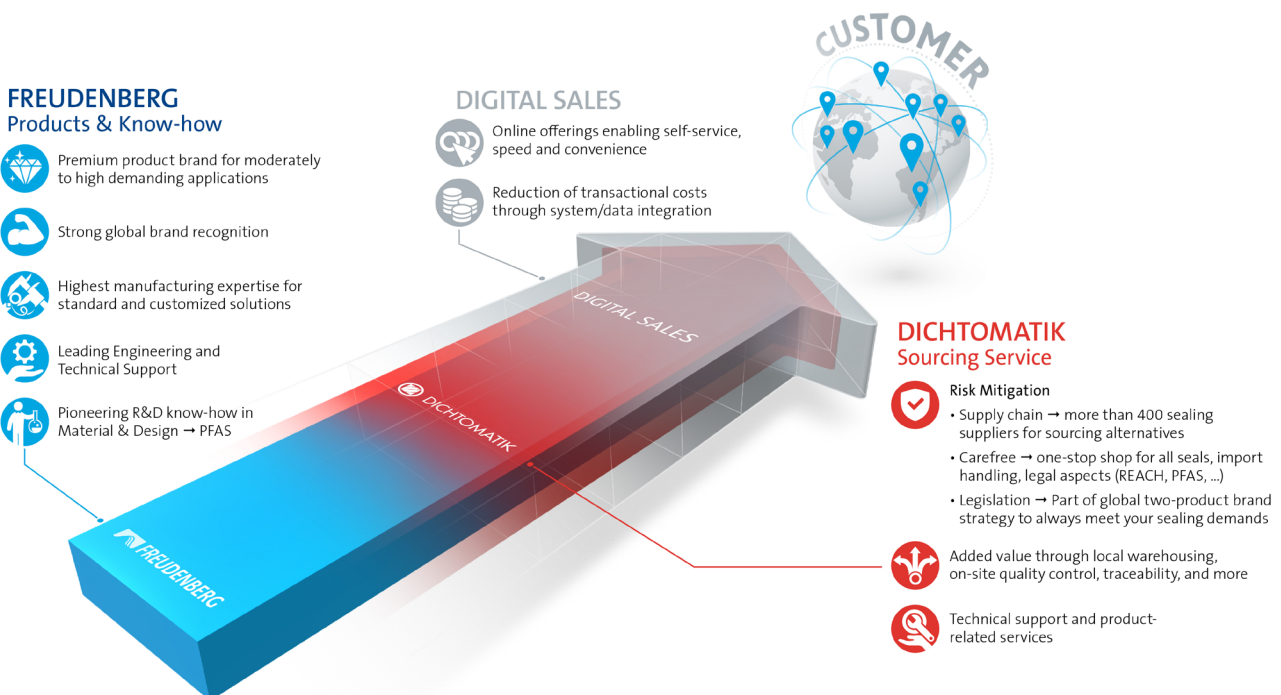 CUSTOMER
FREUDENBERG
Products & Know-how
Premium product brand for moderately
to high demanding applications
Strong global brand recognition
Highest manufacturing expertise for
standard and customized solutions
Leading Engineering and
Technical Support
Pioneering R&D know-how in
Material & Design → PFAS
DIGITAL SALES
Online offerings enabling self-service,
speed and convenience
Reduction of transactional costs
through system/data integration
DIGITAL SALES
DICHTOMATIK
FREUDENBERG
DICHTOMATIK
Sourcing Service
Risk Mitigation
• Supply chain → more than 400 sealing
suppliers for sourcing alternatives
• Carefree → one-stop shop for all seals, import
handling, legal aspects (REACH, PFAS, ...)
• Legislation → Part of global two-product brand
strategy to always meet your sealing demands
Added value through local warehousing,
on-site quality control, traceability, and more
Technical support and product-
related services